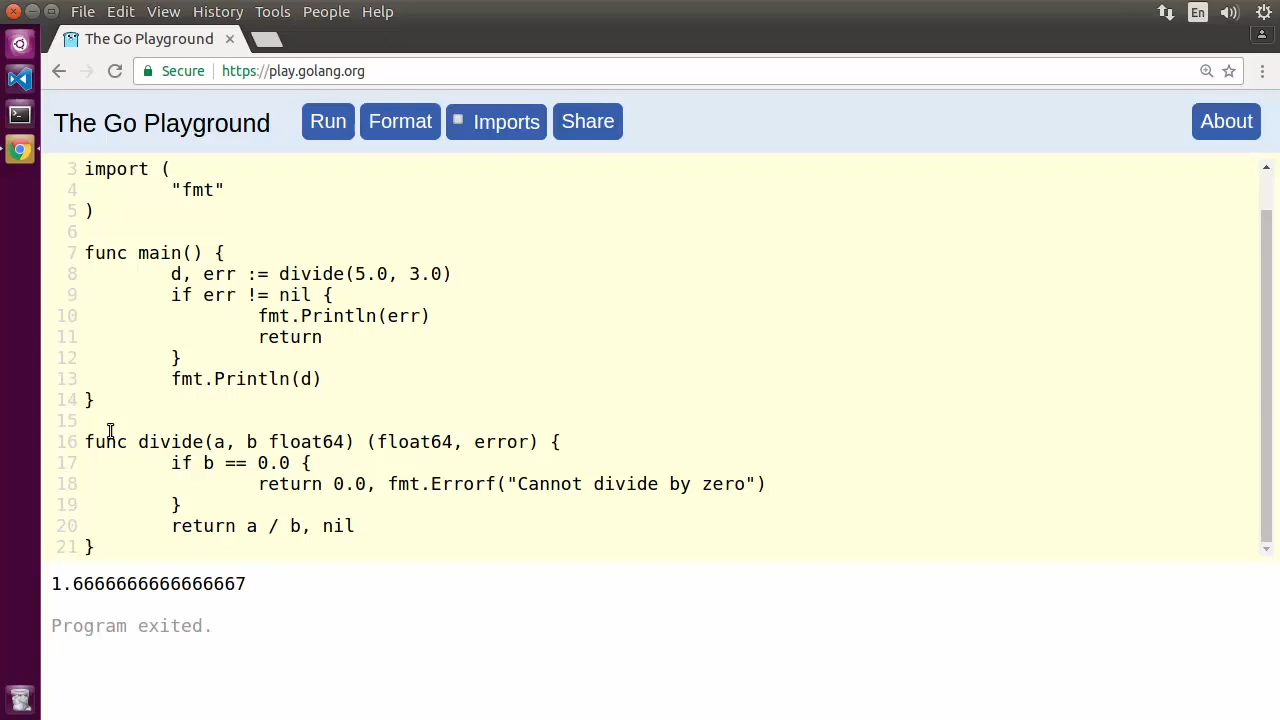 File Edit View History Tools People Help
En
The Go Playground
Secure https://play.golang.org
The Go Playground Run Format Imports Share About
3 import (
4         "fmt"
5 )
6
7 func main() {
8         d, err := divide(5.0, 3.0)
9         if err != nil {
10                 fmt.Println(err)
11                 return
12         }
13         fmt.Println(d)
14 }
15
16 func divide(a, b float64) (float64, error) {
17         if b == 0.0 {
18                 return 0.0, fmt.Errorf("Cannot divide by zero")
19         }
20         return a / b, nil
21 }
1.6666666666666667
Program exited.